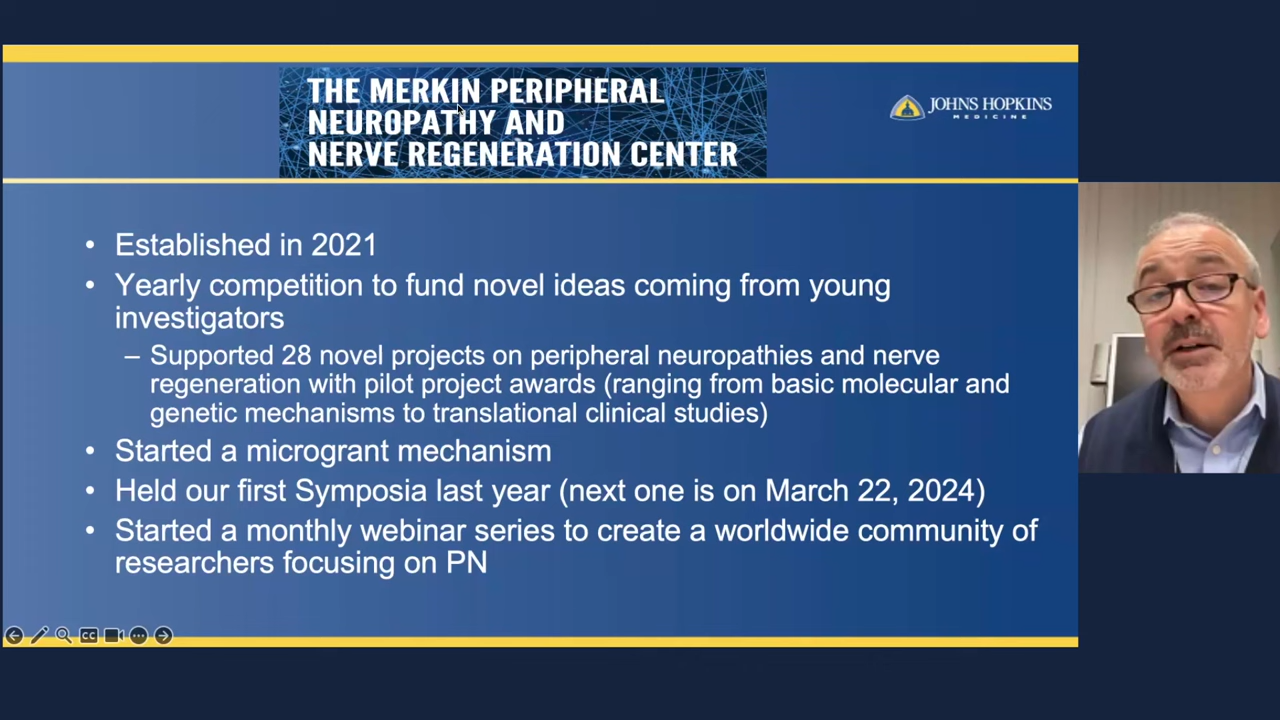 THE MERKIN PERIPHERAL
NEUROPATHY AND
NERVE REGENERATION CENTER
JOHNS HOPKINS
MEDICINE
• Established in 2021
• Yearly competition to fund novel ideas coming from young
investigators
– Supported 28 novel projects on peripheral neuropathies and nerve
regeneration with pilot project awards (ranging from basic molecular and
genetic mechanisms to translational clinical studies)
• Started a microgrant mechanism
• Held our first Symposia last year (next one is on March 22, 2024)
• Started a monthly webinar series to create a worldwide community of
researchers focusing on PN
CC